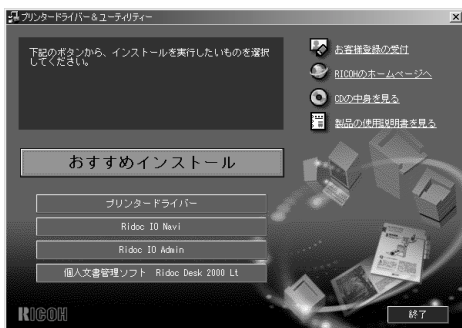 プリンタードライバー＆ユーティリティー
下記のボタンから、インストールを実行したいものを選択
してください。
お客様登録の受付
RICOHのホームページへ
CDの中身を見る
製品の使用説明書を見る
おすすめインストール
プリンタードライバー
Ridoc IO Navi
Ridoc IO Admin
個人文書管理ソフト Ridoc Desk 2000 Lt
RICOH
終了